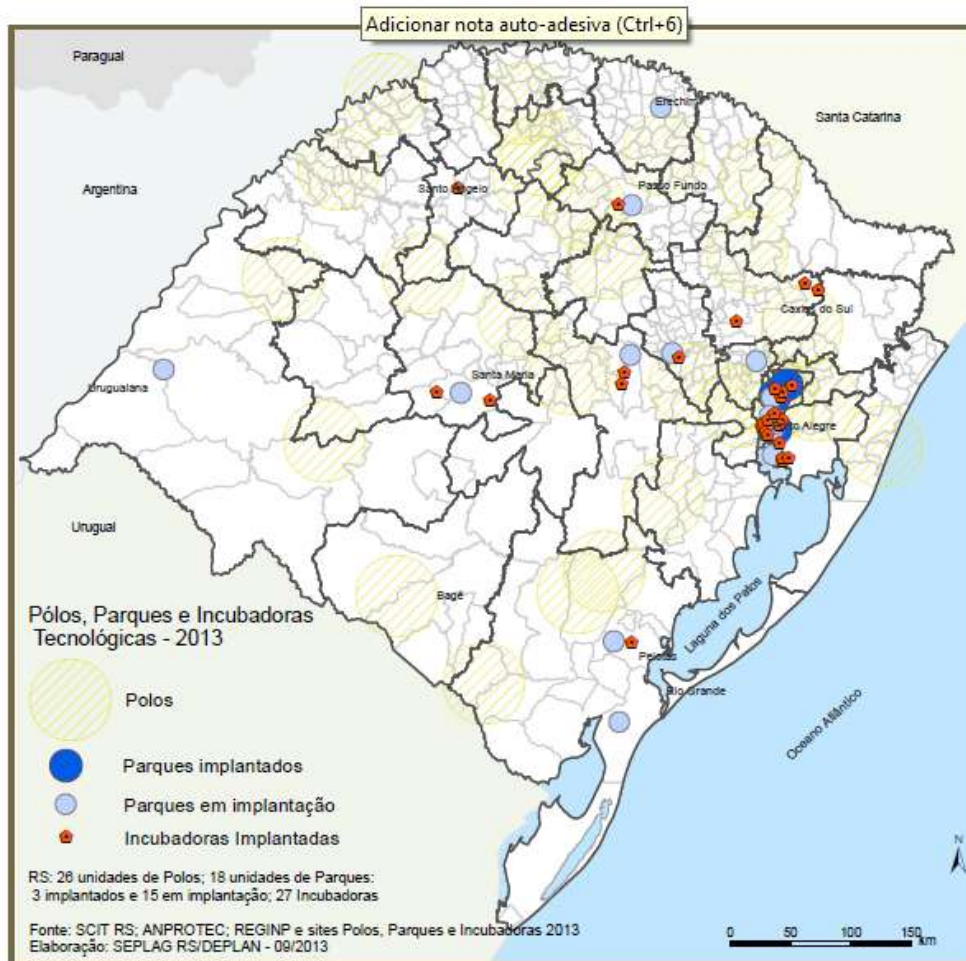 Adicionar nota auto-adesiva (Ctrl+6)
Paraguai
Santa Catarina
Erechim
Argentina
Santo Angelo
Passo Fundo
Caxias do Sul
Uruguaiana
Santa Maria
Porto Alegre
Uruguai
Bagé
Laguna dos Patos
Pelotas
Rio Grande
Oceano Atlântico
Pólos, Parques e Incubadoras
Tecnológicas - 2013
Polos
Parques implantados
Parques em implantação
Incubadoras Implantadas
RS: 26 unidades de Polos; 18 unidades de Parques:
3 implantados e 15 em implantação; 27 Incubadoras
Fonte: SCIT RS; ANPROTEC; REGINP e sites Polos, Parques e Incubadoras 2013
Elaboração: SEPLAG RS/DEPLAN - 09/2013
N
0 50 100 150
km